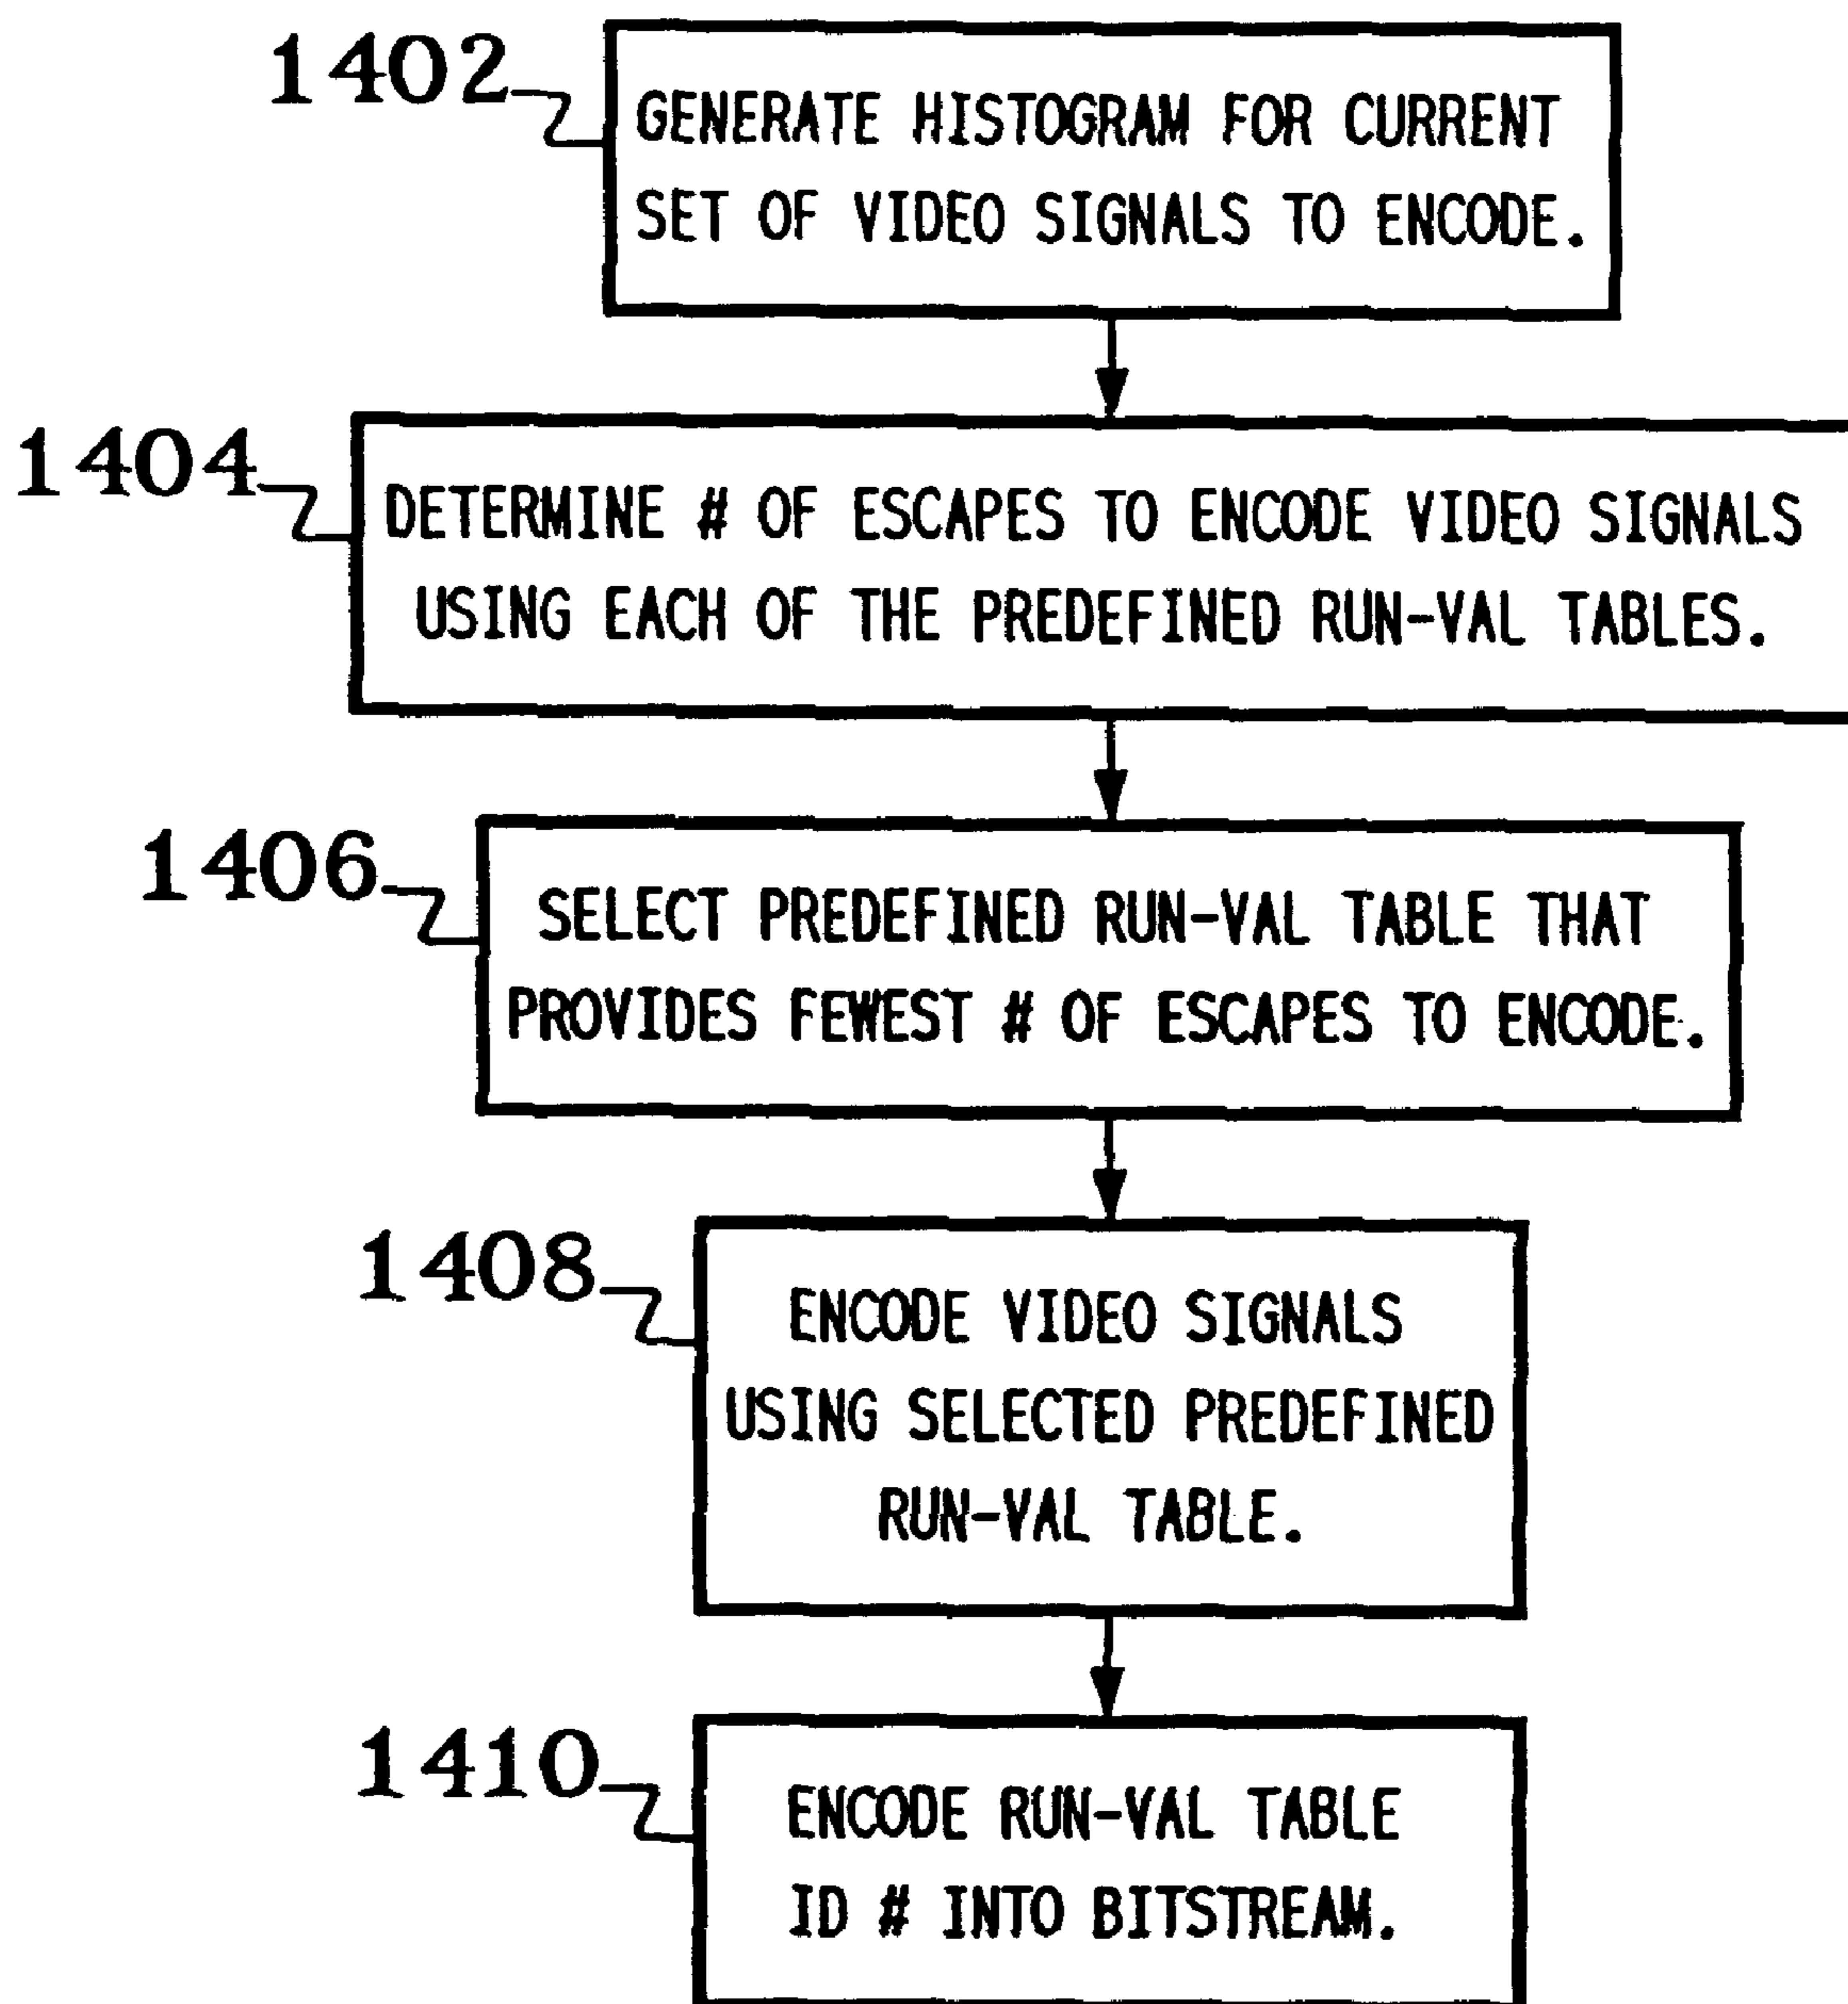 1402
GENERATE HISTOGRAM FOR CURRENT
SET OF VIDEO SIGNALS TO ENCODE.
1404
DETERMINE # OF ESCAPES TO ENCODE VIDEO SIGNALS
USING EACH OF THE PREDEFINED RUN-VAL TABLES.
1406
SELECT PREDEFINED RUN-VAL TABLE THAT
PROVIDES FEWEST # OF ESCAPES TO ENCODE.
1408
ENCODE VIDEO SIGNALS
USING SELECTED PREDEFINED
RUN-VAL TABLE.
1410
ENCODE RUN-VAL TABLE
ID # INTO BITSTREAM.